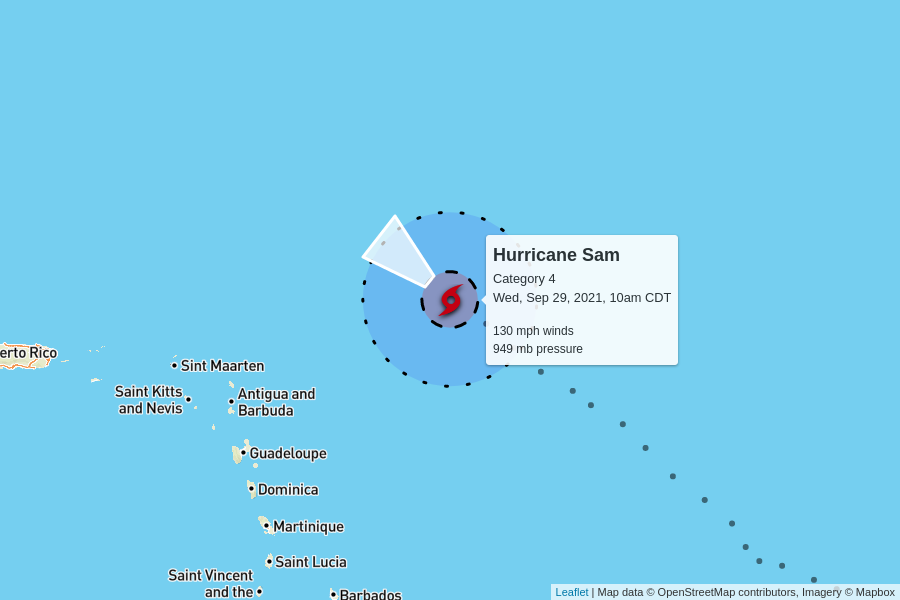 Hurricane Sam
Category 4
Wed, Sep 29, 2021, 10am CDT
130 mph winds
949 mb pressure
erto Rico
Sint Maarten
Saint Kitts
and Nevis
Antigua and
Barbuda
Guadeloupe
Dominica
Martinique
Saint Lucia
Saint Vincent
and the
Barbados
Leaflet | Map data © OpenStreetMap contributors, Imagery © Mapbox